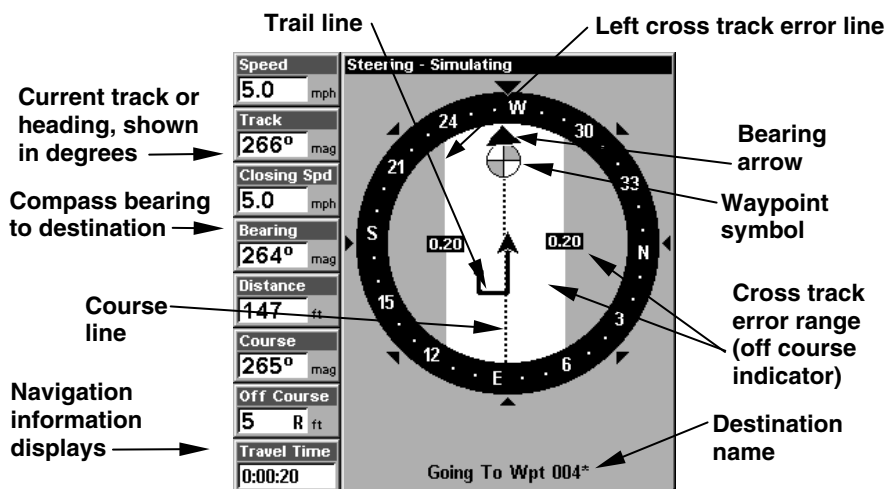 Trail line
Left cross track error line
Current track or
heading, shown
in degrees
Compass bearing
to destination
Course
line
Navigation
information
displays
Speed
5.0 mph
Track
266º mag
Closing Spd
5.0 mph
Bearing
264º mag
Distance
147 ft
Course
265º mag
Off Course
5 R ft
Travel Time
0:00:20
Steering - Simulating
W
24
30
21
33
S
N
0.20
0.20
15
3
12
6
E
Going To Wpt 004*
Bearing
arrow
Waypoint
symbol
Cross track
error range
(off course
indicator)
Destination
name